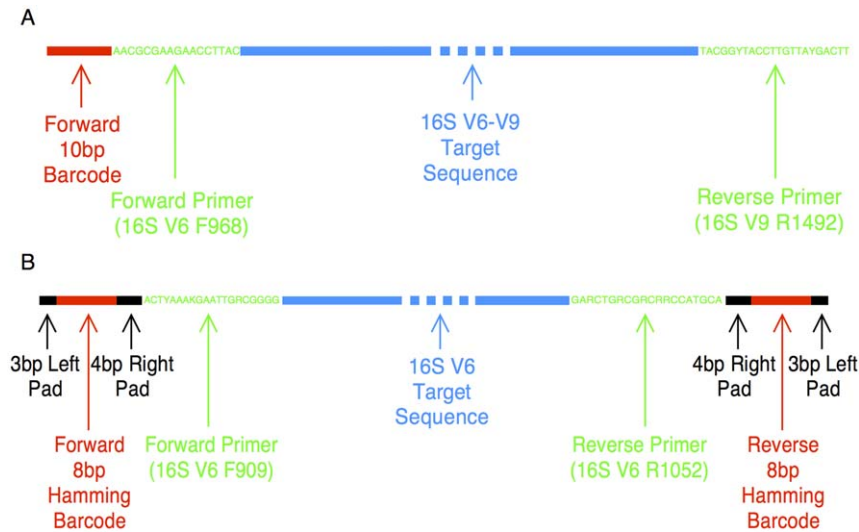 A
AACGCGAAGAACCTTAC
TACGGYTACCTTGTTAYGACTT
Forward
10bp
Barcode
Forward Primer
(16S V6 F968)
16S V6-V9
Target
Sequence
Reverse Primer
(16S V9 R1492)
B
ACTYAAAKGAATTGRCGGGG
GARCTGRCGRCRRCCATGCA
3bp Left
Pad
4bp Right
Pad
Forward
8bp
Hamming
Barcode
Forward Primer
(16S V6 F909)
16S V6
Target
Sequence
Reverse Primer
(16S V6 R1052)
4bp Right
Pad
3bp Left
Pad
Reverse
8bp
Hamming
Barcode